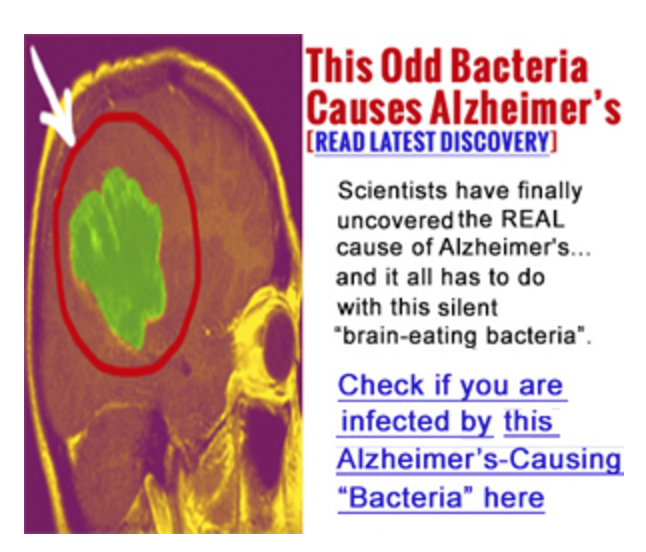 This Odd Bacteria
Causes Alzheimer's
[READ LATEST DISCOVERY]
Scientists have finally
uncovered the REAL
cause of Alzheimer's...
and it all has to do
with this silent
"brain-eating bacteria".
Check if you are
infected by this
Alzheimer's-Causing
"Bacteria" here